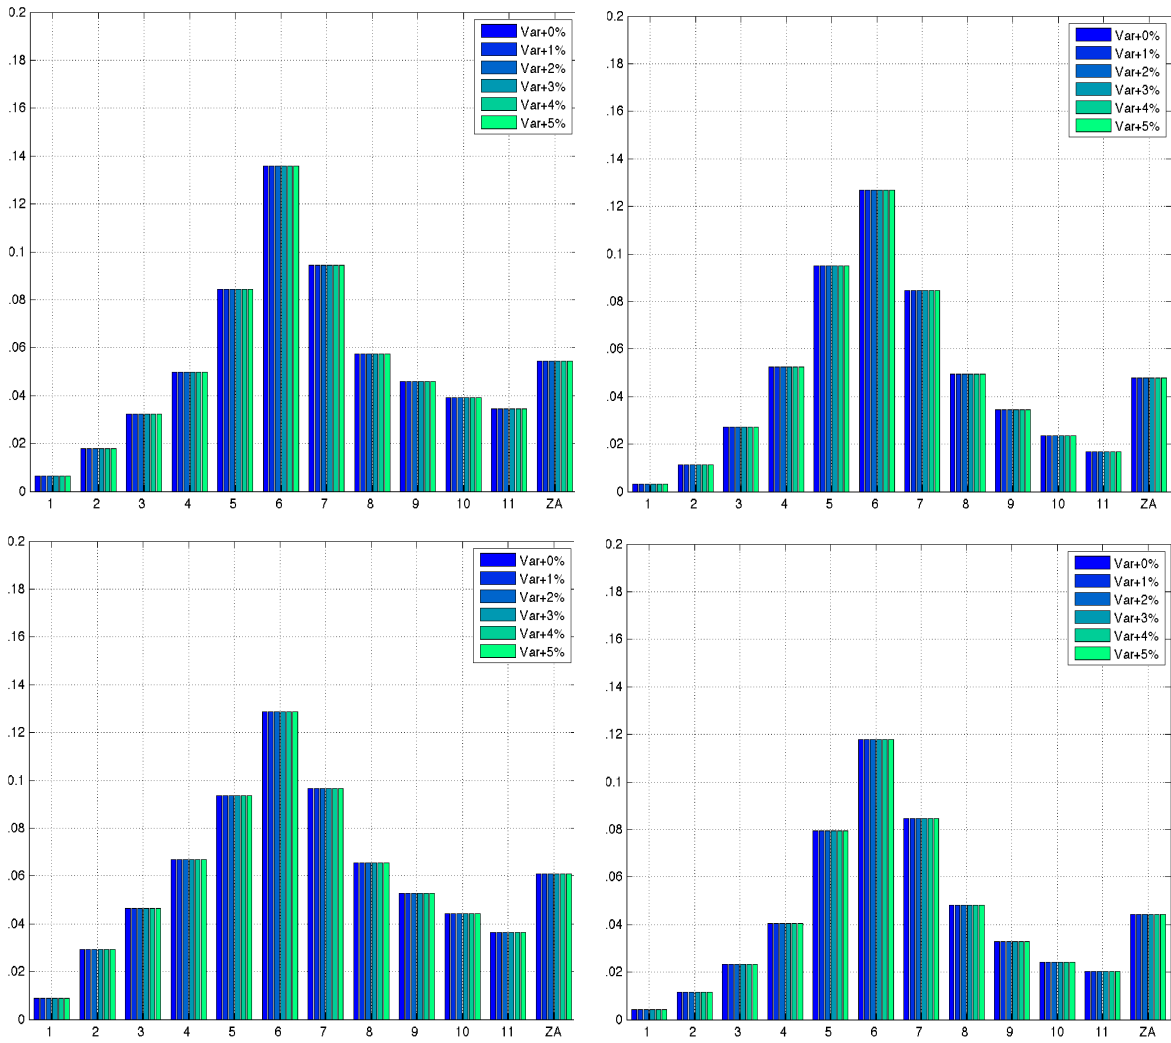 0.2
.18
.16
.14
.12
0.1
.08
.06
.04
.02
0
1 2 3 4 5 6 7 8 9 10 11 ZA
Var+0%
Var+1%
Var+2%
Var+3%
Var+4%
Var+5%
0.2
.18
.16
.14
.12
0.1
.08
.06
.04
.02
0
1 2 3 4 5 6 7 8 9 10 11 ZA
Var+0%
Var+1%
Var+2%
Var+3%
Var+4%
Var+5%
0.2
.18
.16
.14
.12
0.1
.08
.06
.04
.02
0
1 2 3 4 5 6 7 8 9 10 11 ZA
Var+0%
Var+1%
Var+2%
Var+3%
Var+4%
Var+5%
0.2
.18
.16
.14
.12
0.1
.08
.06
.04
.02
0
1 2 3 4 5 6 7 8 9 10 11 ZA
Var+0%
Var+1%
Var+2%
Var+3%
Var+4%
Var+5%